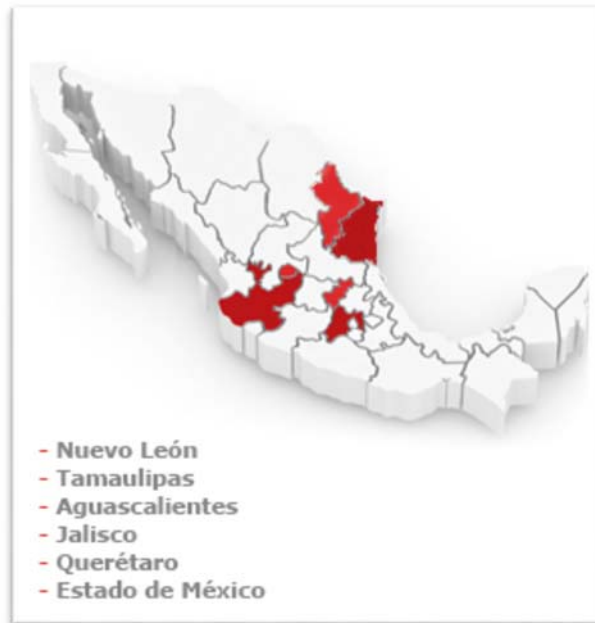 - Nuevo León
- Tamaulipas
- Aguascalientes
- Jalisco
- Querétaro
- Estado de México